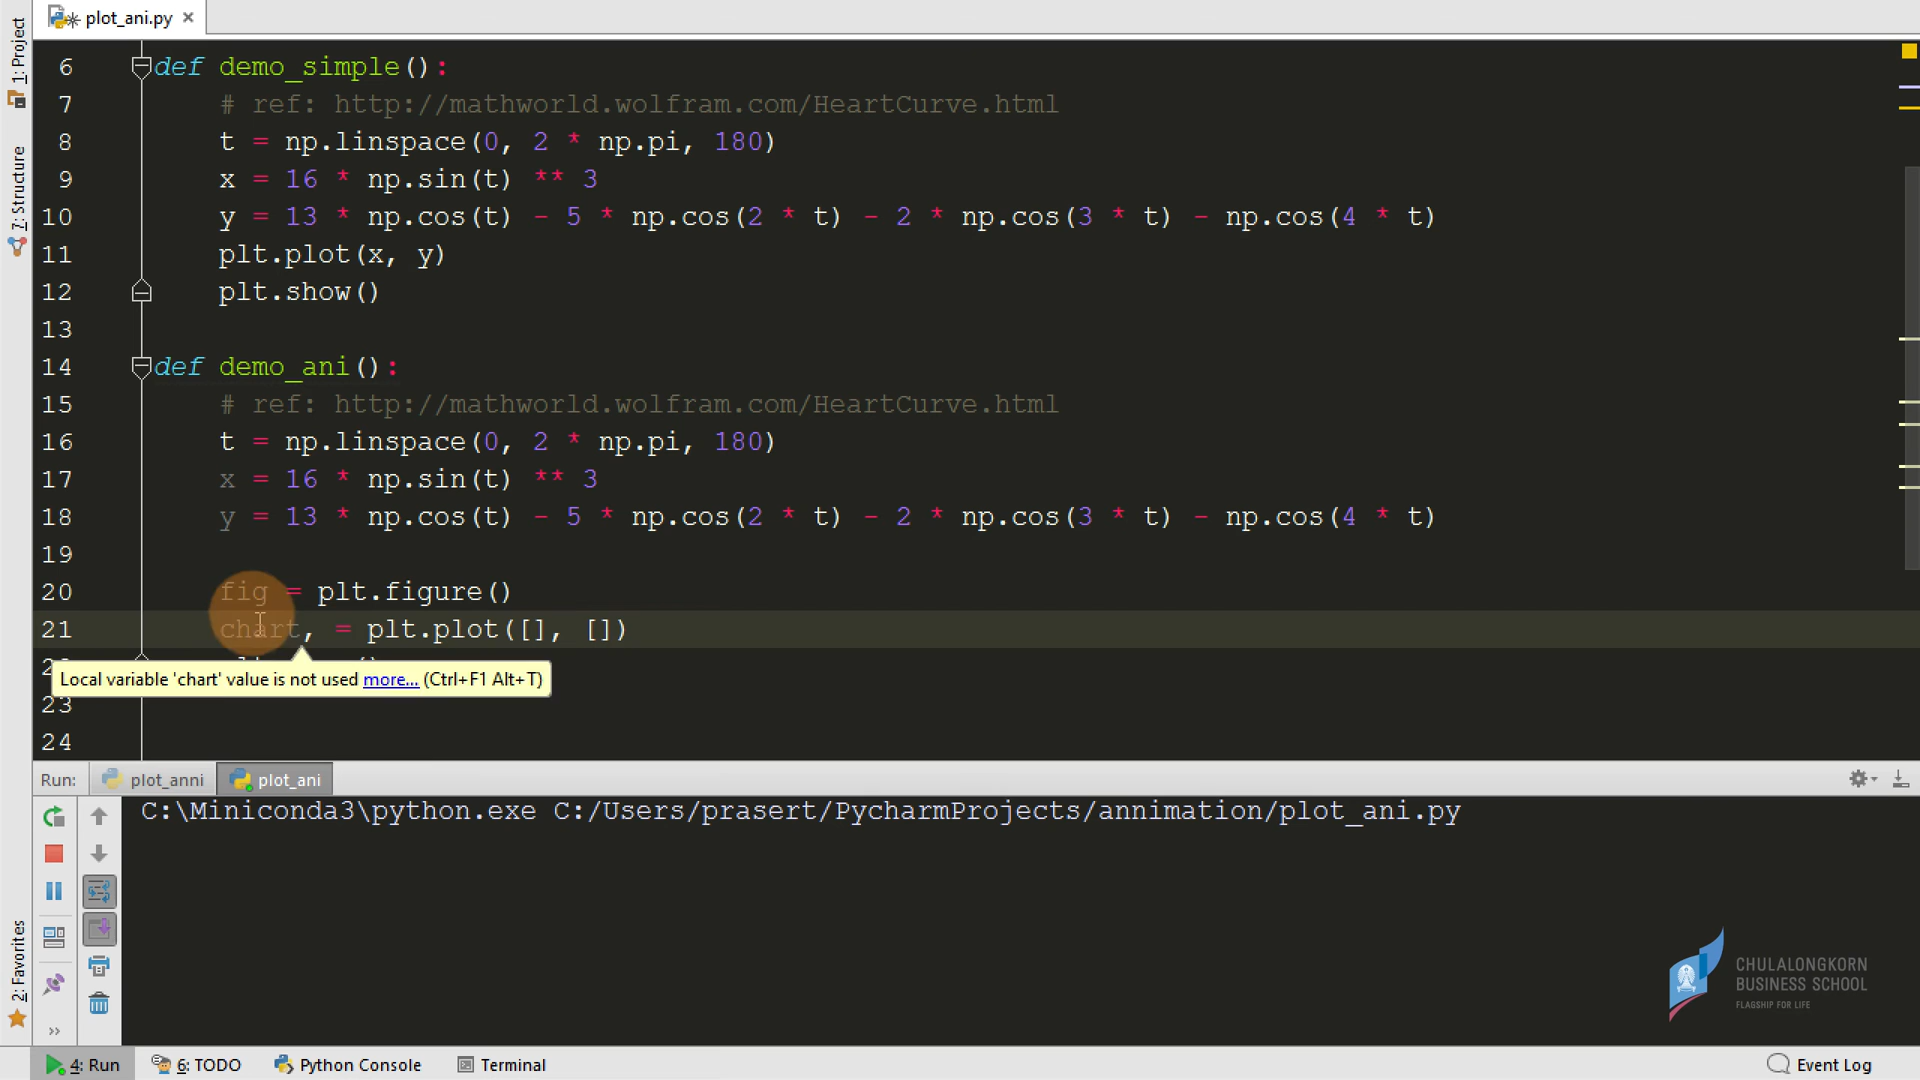 plot_ani.py
1: Project
7: Structure
2: Favorites
6 def demo_simple():
7 # ref: http://mathworld.wolfram.com/HeartCurve.html
8 t = np.linspace(0, 2 * np.pi, 180)
9 x = 16 * np.sin(t) ** 3
10 y = 13 * np.cos(t) - 5 * np.cos(2 * t) - 2 * np.cos(3 * t) - np.cos(4 * t)
11 plt.plot(x, y)
12 plt.show()
13
14 def demo_ani():
15 # ref: http://mathworld.wolfram.com/HeartCurve.html
16 t = np.linspace(0, 2 * np.pi, 180)
17 x = 16 * np.sin(t) ** 3
18 y = 13 * np.cos(t) - 5 * np.cos(2 * t) - 2 * np.cos(3 * t) - np.cos(4 * t)
19
20 fig = plt.figure()
21 chart, = plt.plot([], [])
Local variable 'chart' value is not used more... (Ctrl+F1 Alt+T)
23
24
Run: plot_anni plot_ani
C:\Miniconda3\python.exe C:/Users/prasert/PycharmProjects/annimation/plot_ani.py
CHULALONGKORN
BUSINESS SCHOOL
FLAGSHIP FOR LIFE
4: Run 6: TODO Python Console Terminal Event Log